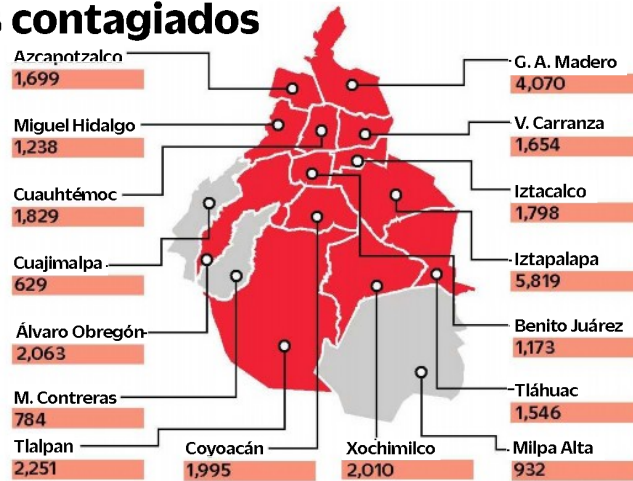 contagiados
Azcapotzalco
1,699
Miguel Hidalgo
1,238
Cuauhtémoc
1,829
Cuajimalpa
629
Álvaro Obregón
2,063
M. Contreras
784
Tlalpan
2,251
Coyoacán
1,995
Xochimilco
2,010
G. A. Madero
4,070
V. Carranza
1,654
Iztacalco
1,798
Iztapalapa
5,819
Benito Juárez
1,173
Tláhuac
1,546
Milpa Alta
932